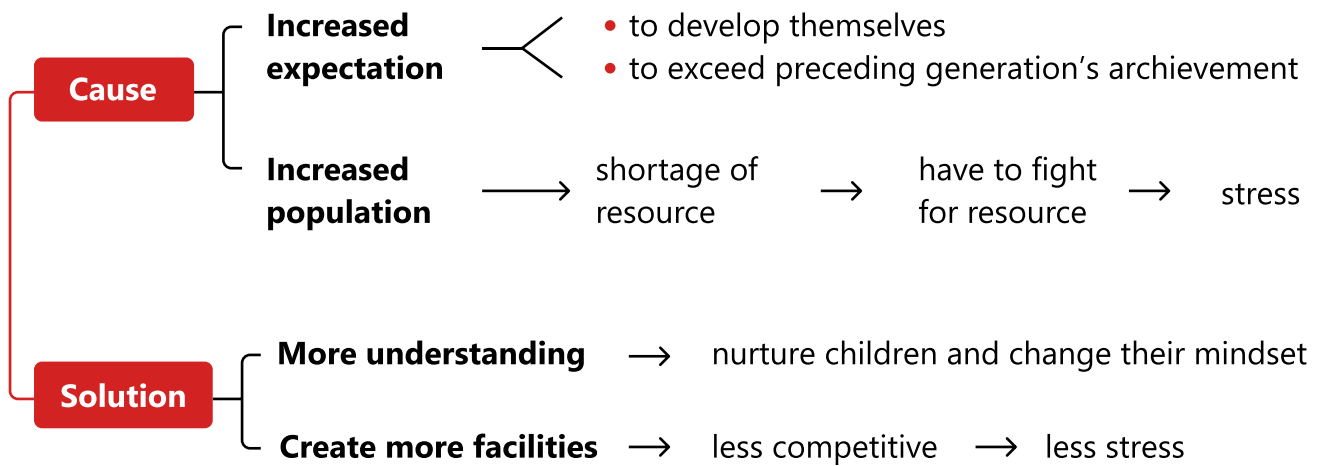 Cause
Increased
expectation
• to develop themselves
• to exceed preceding generation's archievement
Increased
population
shortage of
resource
have to fight
for resource
stress
Solution
More understanding
nurture children and change their mindset
Create more facilities
less competitive
less stress